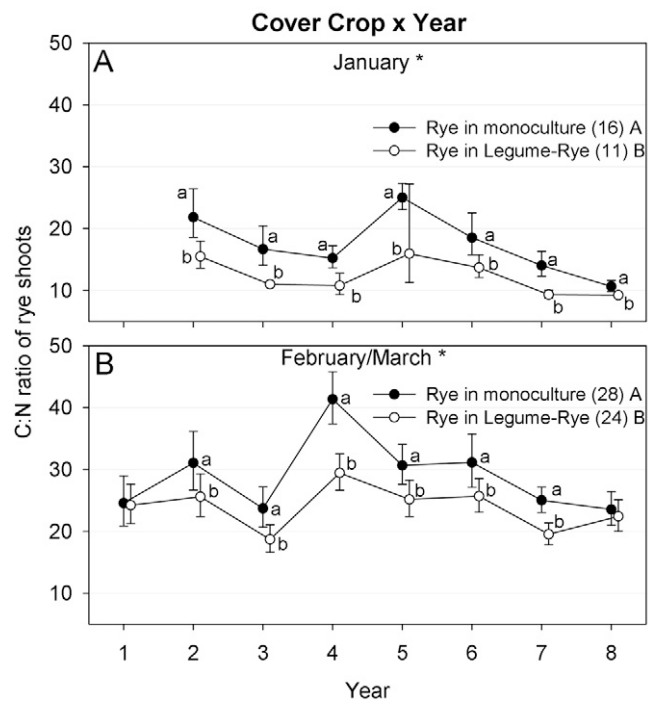 Cover Crop x Year
A
January *
Rye in monoculture (16) A
Rye in Legume-Rye (11) B
50
40
30
20
10
a a a a a a a
b b b b b b b
C:N ratio of rye shoots
B
February/March *
Rye in monoculture (28) A
Rye in Legume-Rye (24) B
50
40
30
20
10
a a a a a a
b b b b b b
1 2 3 4 5 6 7 8
Year